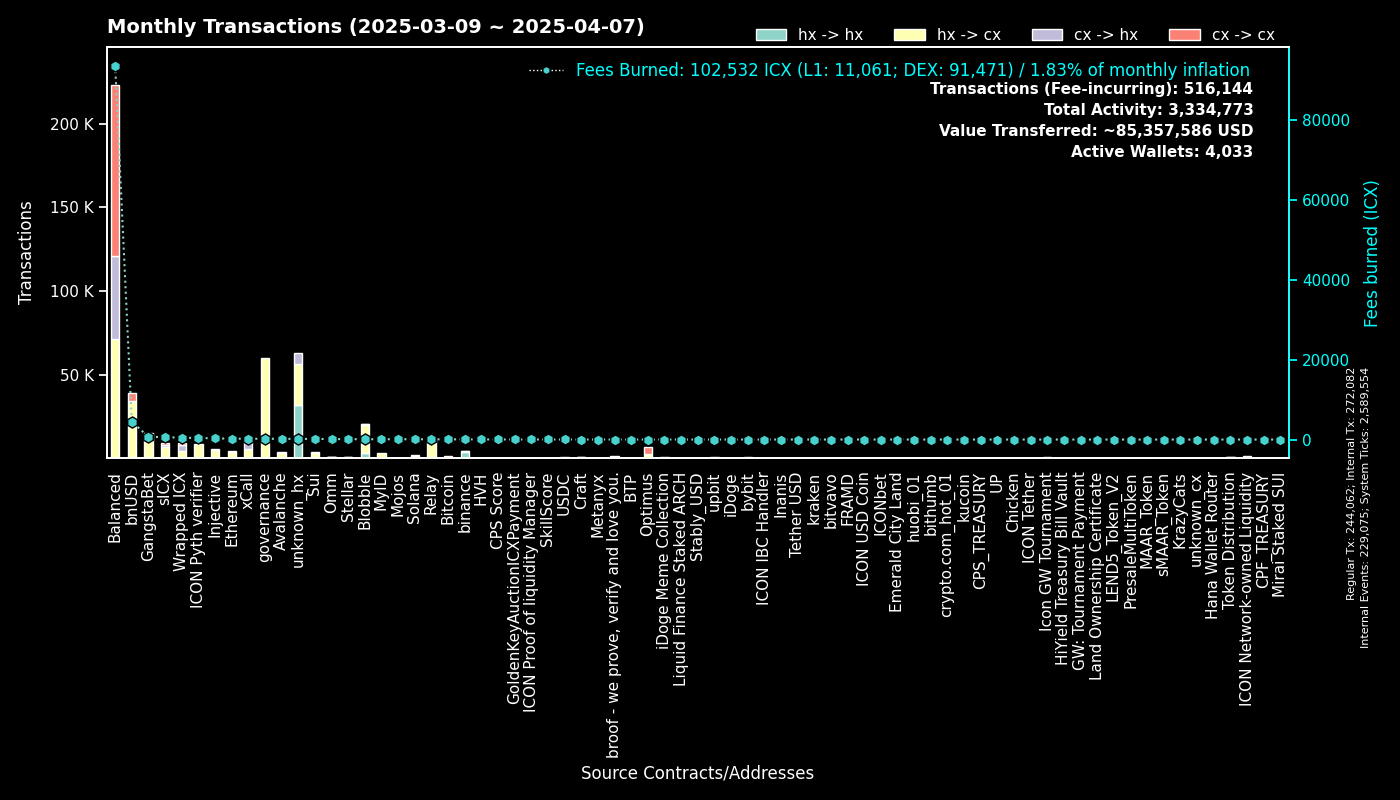 Monthly Transactions (2025-03-09 ~ 2025-04-07)
hx -> hx
hx -> cx
cx -> hx
cx -> cx
Fees Burned: 102,532 ICX (L1: 11,061; DEX: 91,471) / 1.83% of monthly inflation
Transactions (Fee-incurring): 516,144
Total Activity: 3,334,773
Value Transferred: ~85,357,586 USD
Active Wallets: 4,033
Transactions
200 K
150 K
100 K
50 K
80000
60000
40000
20000
0
Fees burned (ICX)
Regular Tx: 244,062; Internal Tx: 272,082
Internal Events: 229,075; System Ticks: 2,589,554
Balanced
bnUSD
GangstaBet
sICX
Wrapped ICX
ICON Pyth verifier
Injective
Ethereum
xCall
governance
Avalanche
unknown_hx
Sui
Omm
Stellar
Blobble
MyID
Mojos
Solana
Relay
Bitcoin
binance
HVH
CPS Score
GoldenKeyAuctionICXPayment
ICON Proof of liquidity Manager
SkillScore
USDC
Craft
Metanyx
broof - we prove, verify and love you.
BTP
Optimus
iDoge Meme Collection
Liquid Finance Staked ARCH
Stably_USD
upbit
iDoge
bybit
ICON IBC Handler
Inanis
Tether USD
kraken
bitvavo
FRAMD
ICON USD Coin
ICONbet
Emerald City Land
huobi_01
bithumb
crypto.com_hot_01
kucoin
CPS_TREASURY
UP
Chicken
ICON Tether
Icon GW Tournament
HiYield Treasury Bill Vault
GW: Tournament Payment
Land Ownership Certificate
LEND5_Token_V2
PresaleMultiToken
MAAR_Token
sMAAR_Token
KrazyCats
unknown_cx
Hana Wallet Router
Token Distribution
ICON Network-owned Liquidity
CPF_TREASURY
Mirai Staked SUI
Source Contracts/Addresses